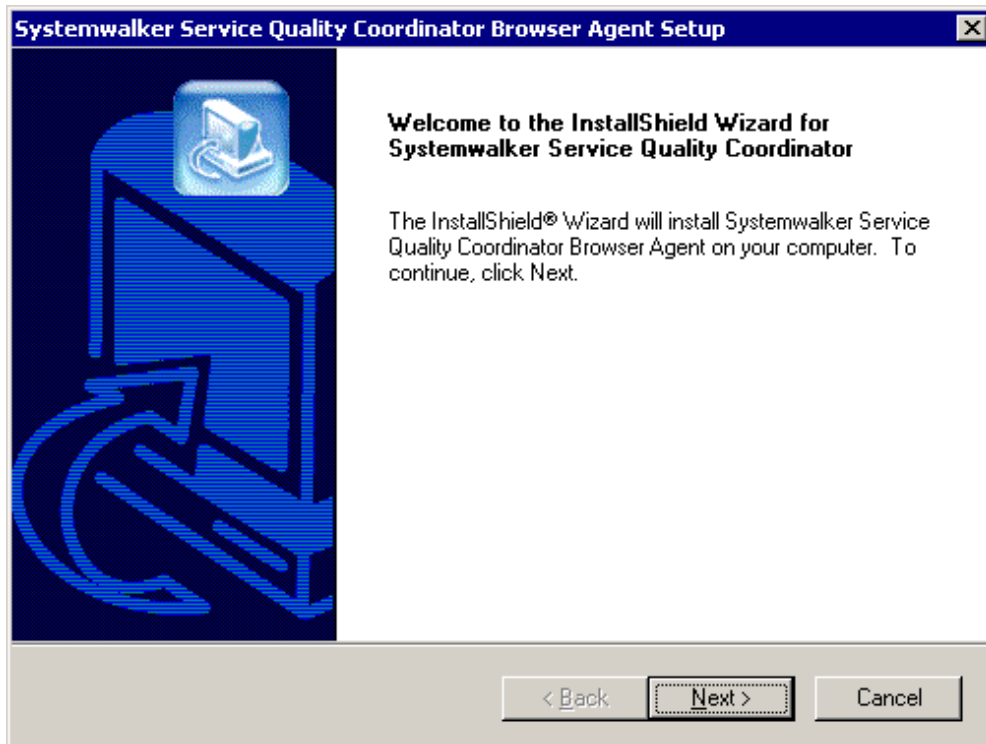 Systemwalker Service Quality Coordinator Browser Agent Setup
Welcome to the InstallShield Wizard for
Systemwalker Service Quality Coordinator
The InstallShield® Wizard will install Systemwalker Service
Quality Coordinator Browser Agent on your computer.  To
continue, click Next.
< Back
Next >
Cancel